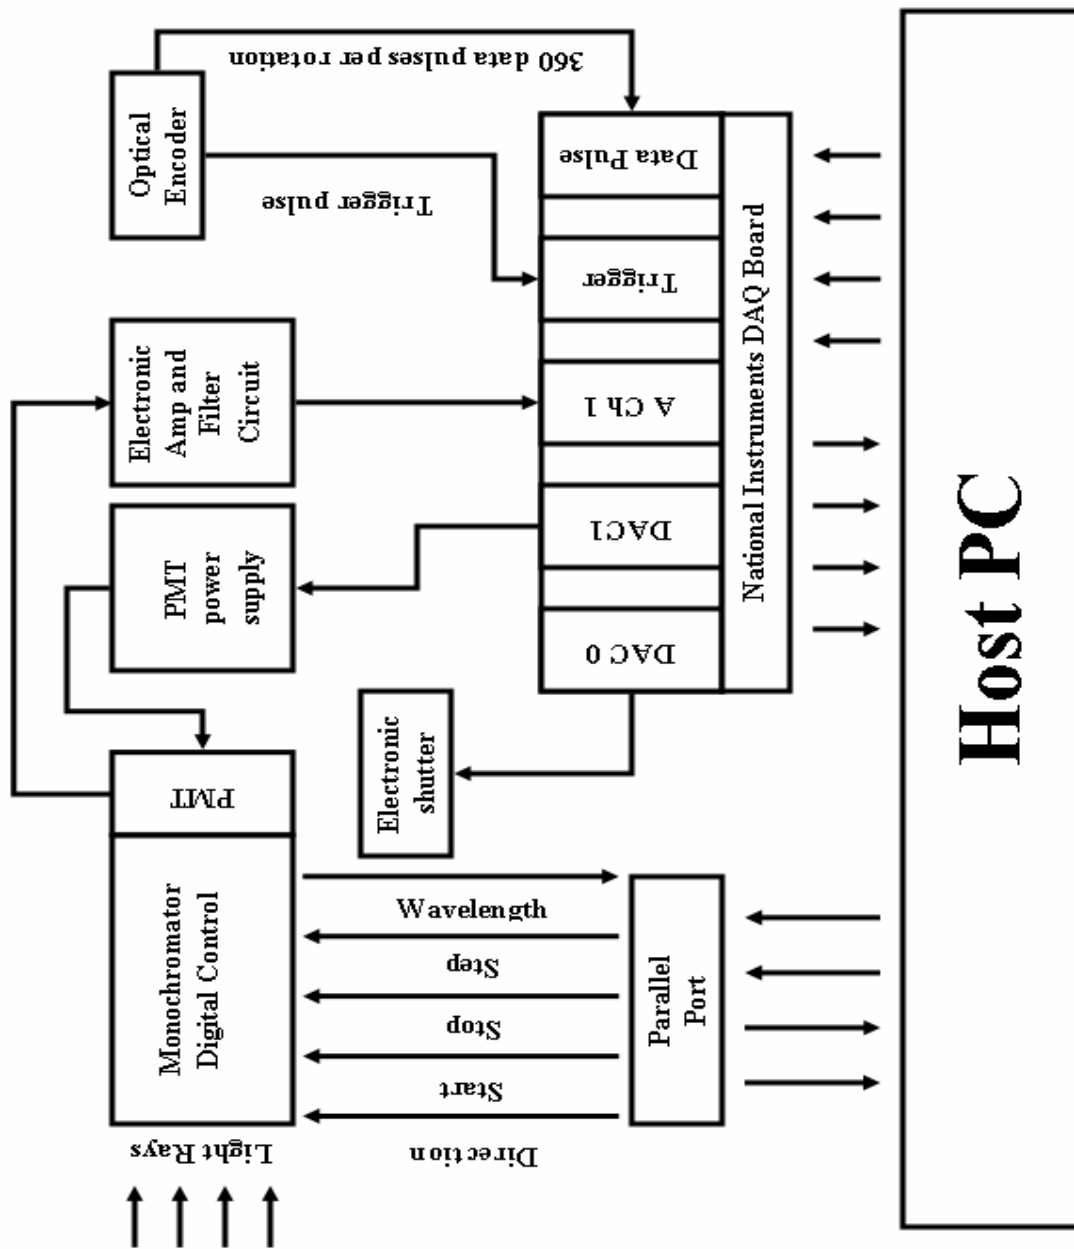 360 data pulses per rotation
Optical
Encoder
Trigger pulse
Data Pulse
Trigger
A Ch 1
DAC1
DAC 0
National Instruments DAQ Board
Electronic
Amp and
Filter
Circuit
PMT
power
supply
Electronic
shutter
PMT
Monochromator
Digital Control
Wavelength
Step
Stop
Start
Direction
Light Rays
Parallel
Port
Host PC